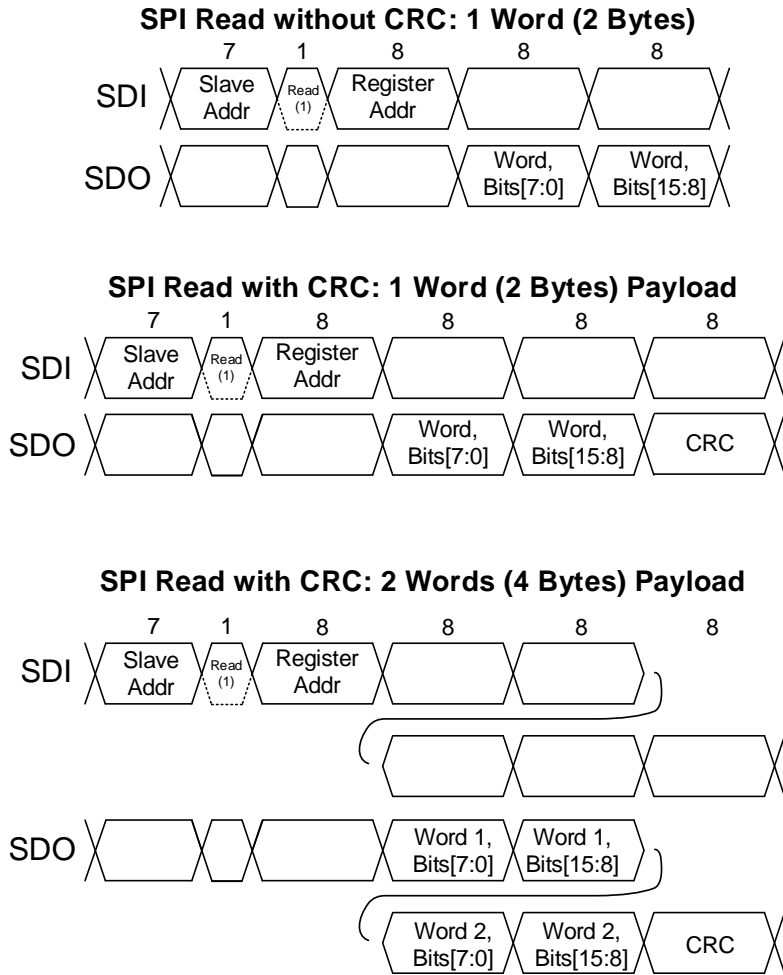 SPI Read without CRC: 1 Word (2 Bytes)
7 1 8 8 8
SDI Slave Addr Read (1) Register Addr
SDO Word, Bits[7:0] Word, Bits[15:8]
SPI Read with CRC: 1 Word (2 Bytes) Payload
7 1 8 8 8 8
SDI Slave Addr Read (1) Register Addr
SDO Word, Bits[7:0] Word, Bits[15:8] CRC
SPI Read with CRC: 2 Words (4 Bytes) Payload
7 1 8 8 8 8
SDI Slave Addr Read (1) Register Addr
SDO Word 1, Bits[7:0] Word 1, Bits[15:8]
Word 2, Bits[7:0] Word 2, Bits[15:8] CRC